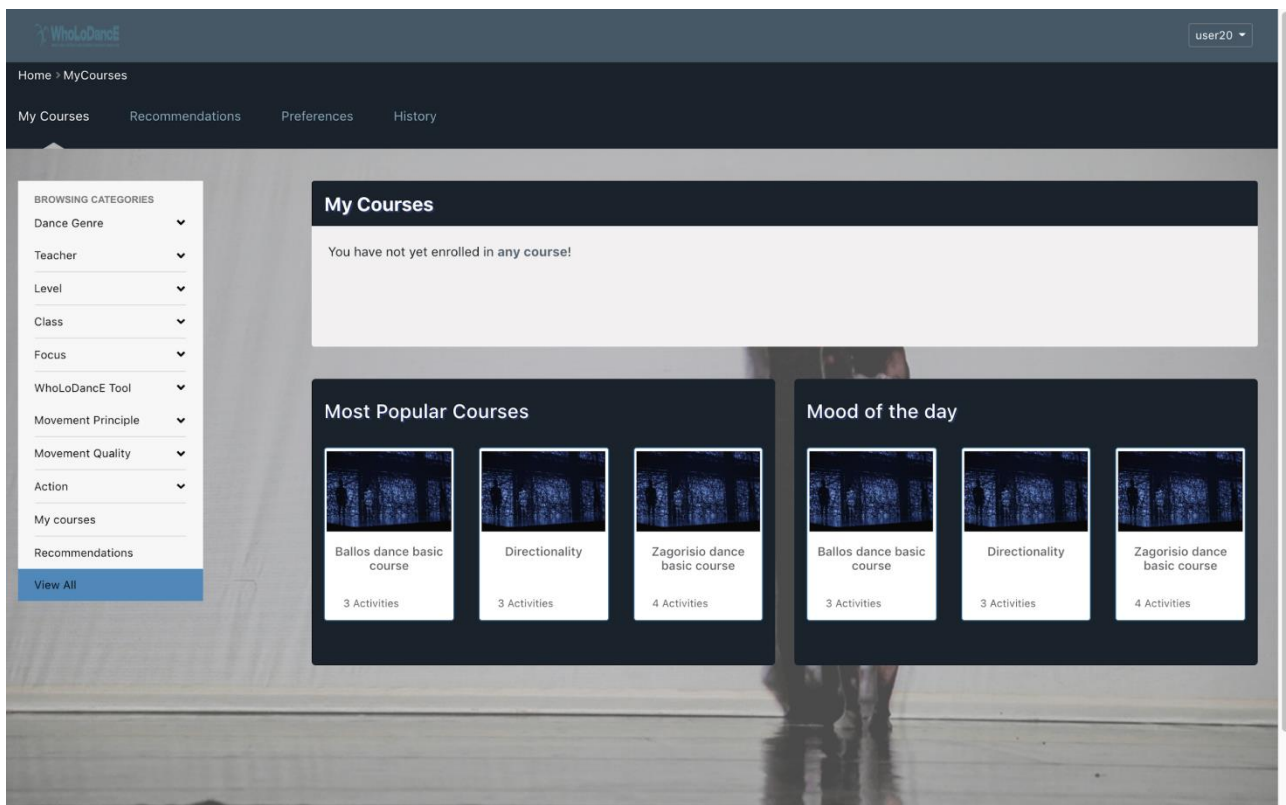 WhoLoDancE
user20
Home > MyCourses
My Courses Recommendations Preferences History
BROWSING CATEGORIES
Dance Genre
Teacher
Level
Class
Focus
WhoLoDancE Tool
Movement Principle
Movement Quality
Action
My courses
Recommendations
View All
My Courses
You have not yet enrolled in any course!
Most Popular Courses
Ballos dance basic
course
3 Activities
Directionality
3 Activities
Zagorisio dance
basic course
4 Activities
Mood of the day
Ballos dance basic
course
3 Activities
Directionality
3 Activities
Zagorisio dance
basic course
4 Activities